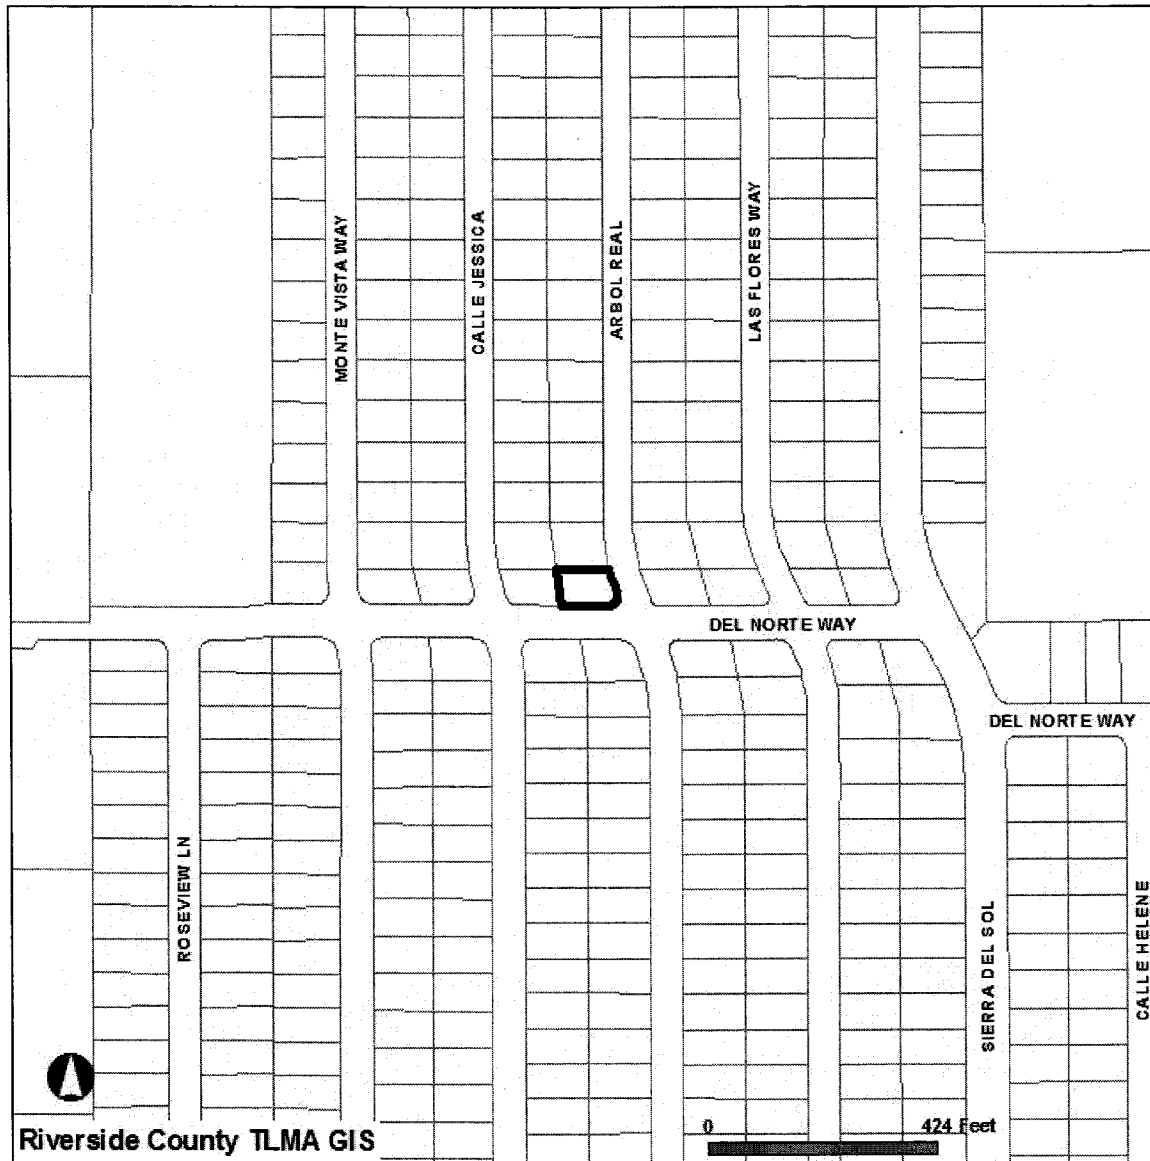 MONTE VISTA WAY
CALLE JESSICA
ARBOL REAL
LAS FLORES WAY
DEL NORTE WAY
DEL NORTE WAY
ROSEVIEW LN
SIERRA DEL SOL
CALLE HELENE
0 424 Feet
Riverside County TLMA GIS